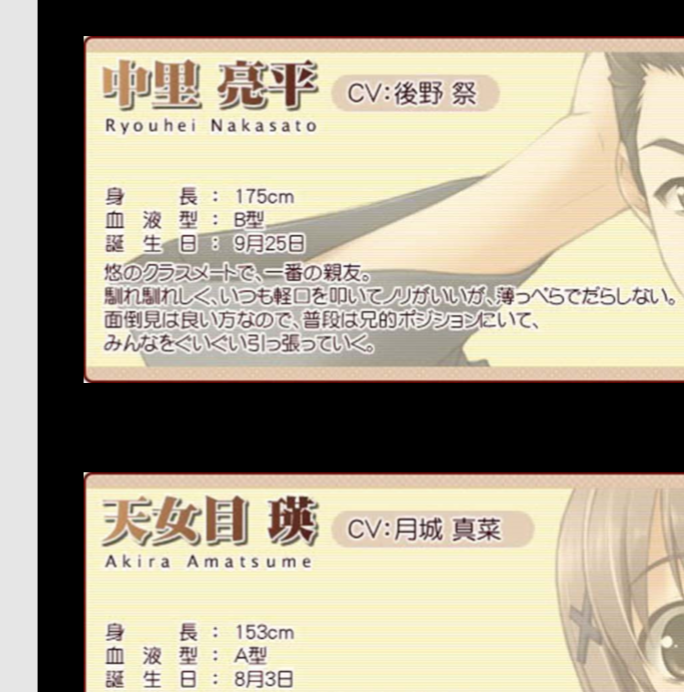 中里 亮平 CV:後野 祭
Ryouhei Nakasato
身長: 175cm
血液型: B型
誕生日: 9月25日
悠のクラスメートで、一番の親友。
馴れ馴れしく、いつも軽口を叩いてノリがいいが、薄っぺらでだらしない。
面倒見は良い方なので、普段は兄的ポジションにいて、
みんなをぐいぐい引っ張っていく。
天女目 瑛 CV:月城 真菜
Akira Amatsume
身長: 153cm
血液型: A型
誕生日: 8月3日